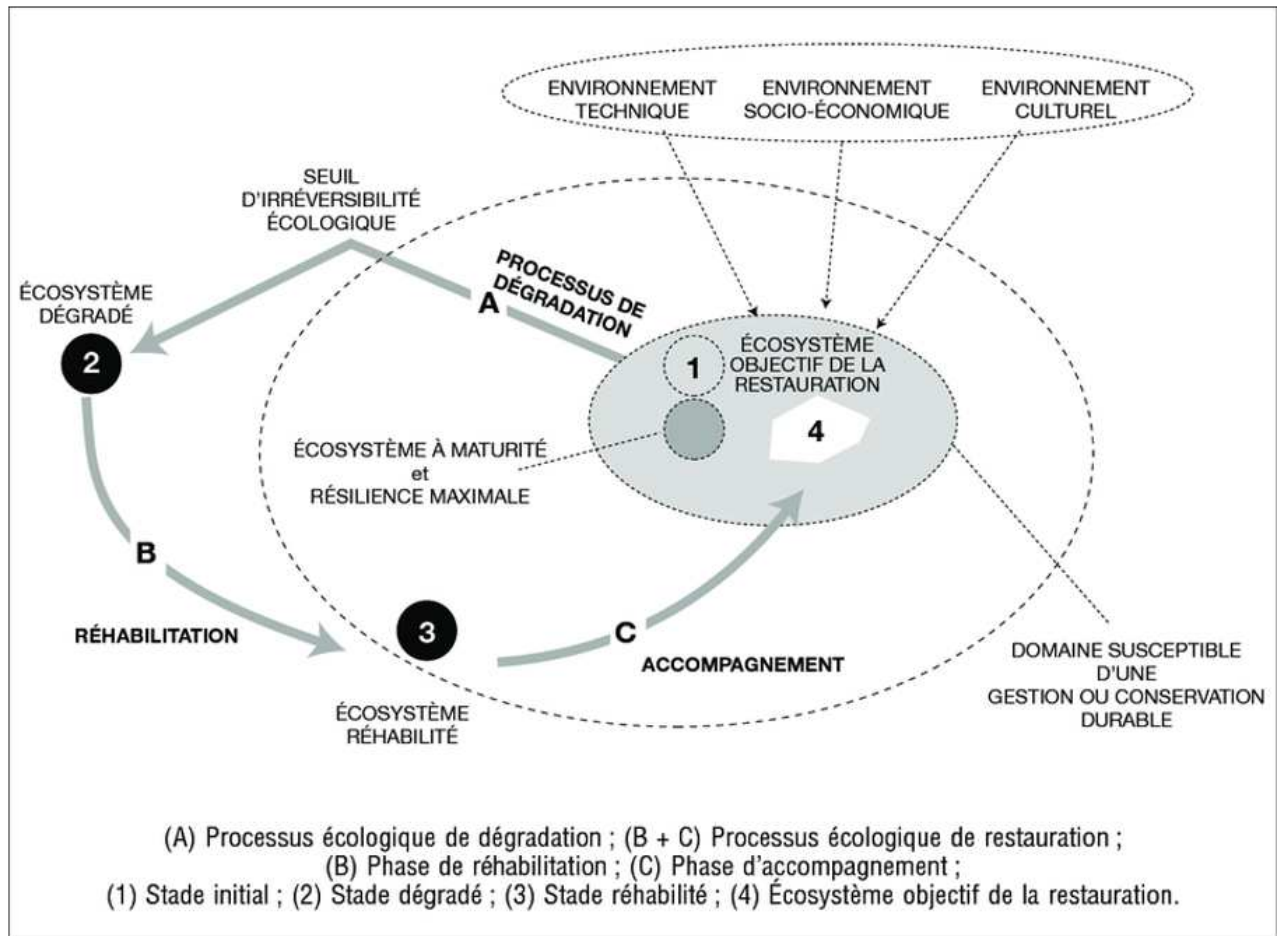 ENVIRONNEMENT
TECHNIQUE
ENVIRONNEMENT
SOCIO-ÉCONOMIQUE
ENVIRONNEMENT
CULTUREL
SEUIL
D'IRRÉVERSIBILITÉ
ÉCOLOGIQUE
PROCESSUS DE
DÉGRADATION
A
ÉCOSYSTÈME
DÉGRADÉ
2
1
ÉCOSYSTÈME
OBJECTIF DE LA
RESTAURATION
4
ÉCOSYSTÈME À MATURITÉ
et
RÉSILIENCE MAXIMALE
B
RÉHABILITATION
3
C
ACCOMPAGNEMENT
ÉCOSYSTÈME
RÉHABILITÉ
DOMAINE SUSCEPTIBLE
D'UNE
GESTION OU CONSERVATION
DURABLE
(A) Processus écologique de dégradation ; (B + C) Processus écologique de restauration ;
(B) Phase de réhabilitation ; (C) Phase d'accompagnement ;
(1) Stade initial ; (2) Stade dégradé ; (3) Stade réhabilité ; (4) Écosystème objectif de la restauration.